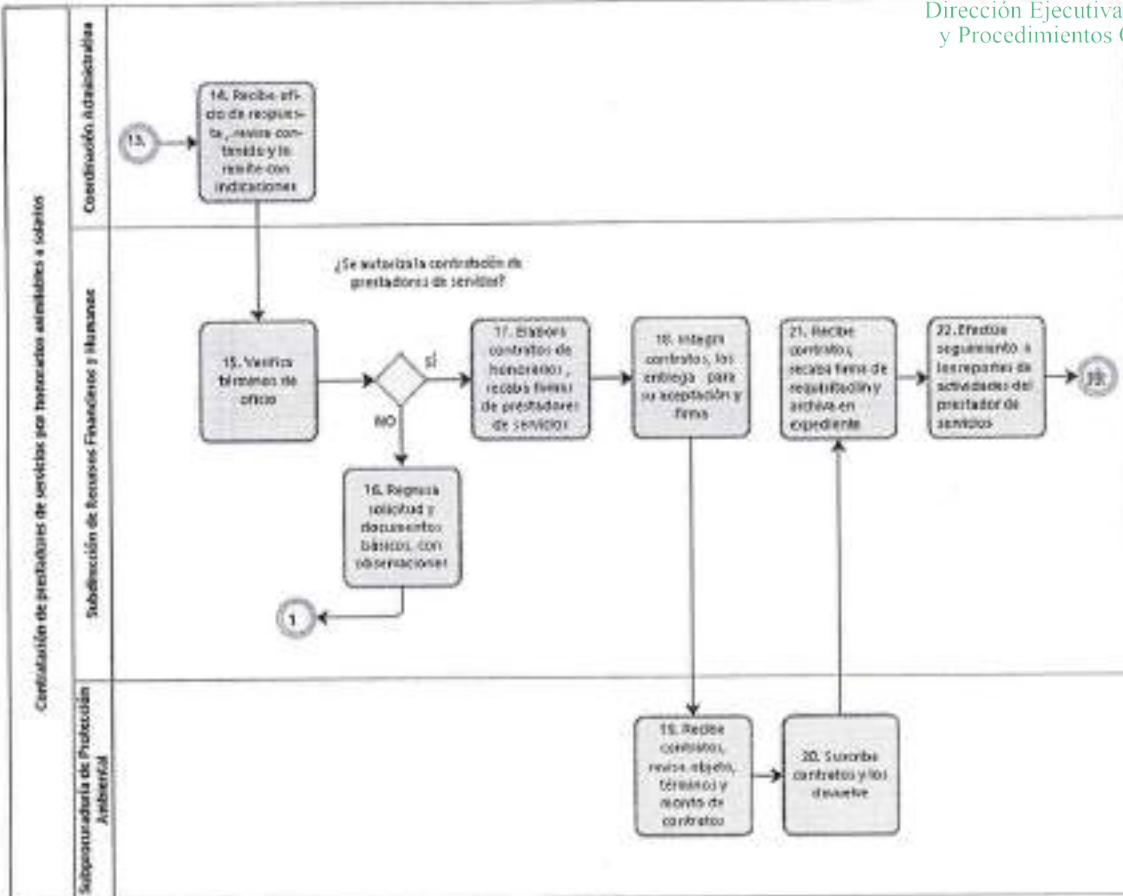 Dirección Ejecutiva
y Procedimientos
Contratación de prestadores de servicios por honorarios asimilables a salarios
Coordinación Administrativa
13.
14. Recibe ofi-
cio de respues-
ta, revisa con-
tenido y lo
remite con
indicaciones
Subdirección de Recursos Financieros y Humanos
¿Se autoriza la contratación de
prestadores de servicios?
15. Verifica
términos de
oficio
SÍ
NO
16. Regresa
solicitud y
documentos
básicos, con
observaciones
1
17. Elabora
contratos de
honorarios,
recaba firmas
de prestadores
de servicios
18. Integra
contratos, los
entrega para
su aceptación y
firma
21. Recibe
contratos,
recaba firma de
requisitación y
archiva en
expediente
22. Efectúa
seguimiento a
los reportes de
actividades del
prestador de
servicios
Subprocuraduría de Protección
Ambiental
19. Recibe
contratos,
revisa objeto,
términos y
monto de
contratos
20. Suscribe
contratos y los
devuelve